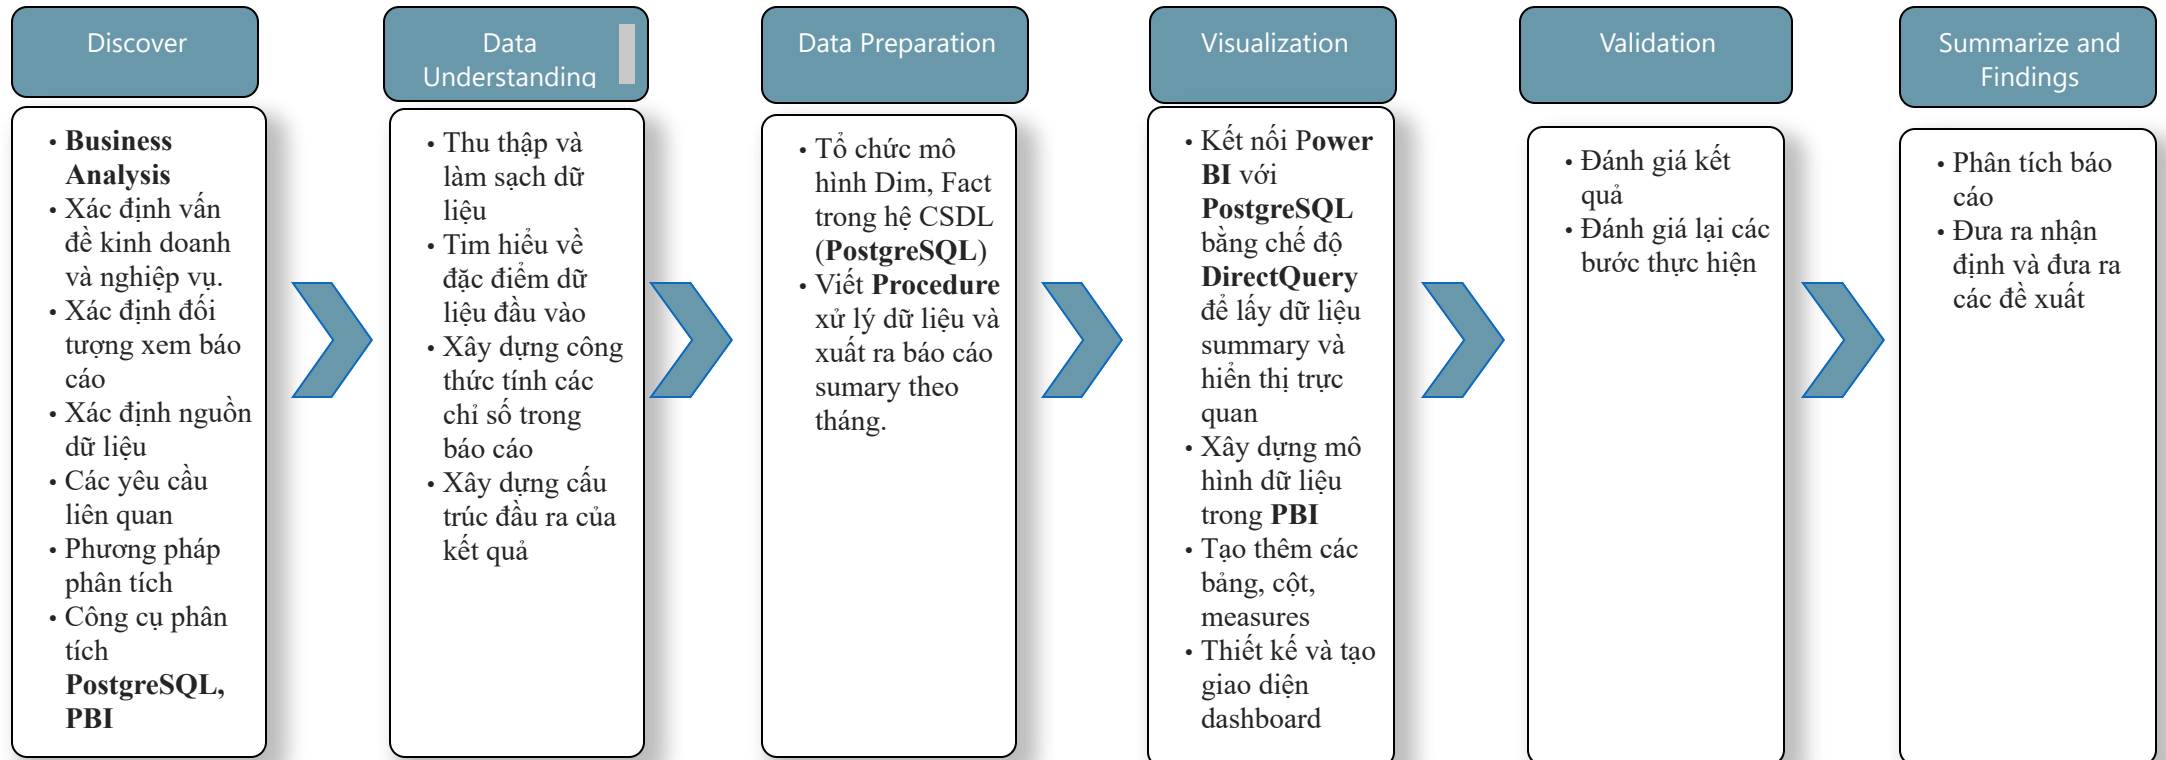 Discover
• Business
Analysis
• Xác định vấn
đề kinh doanh
và nghiệp vụ.
• Xác định đối
tượng xem báo
cáo
• Xác định nguồn
dữ liệu
• Các yêu cầu
liên quan
• Phương pháp
phân tích
• Công cụ phân
tích
PostgreSQL,
PBI
Data
Understanding
• Thu thập và
làm sạch dữ
liệu
• Tim hiểu về
đặc điểm dữ
liệu đầu vào
• Xây dựng công
thức tính các
chỉ số trong
báo cáo
• Xây dựng cấu
trúc đầu ra của
kết quả
Data Preparation
• Tổ chức mô
hình Dim, Fact
trong hệ CSDL
(PostgreSQL)
• Viết Procedure
xử lý dữ liệu và
xuất ra báo cáo
sumary theo
tháng.
Visualization
• Kết nối Power
BI với
PostgreSQL
bằng chế độ
DirectQuery
để lấy dữ liệu
summary và
hiển thị trực
quan
• Xây dựng mô
hình dữ liệu
trong PBI
• Tạo thêm các
bảng, cột,
measures
• Thiết kế và tạo
giao diện
dashboard
Validation
• Đánh giá kết
quả
• Đánh giá lại các
bước thực hiện
Summarize and
Findings
• Phân tích báo
cáo
• Đưa ra nhận
định và đưa ra
các đề xuất